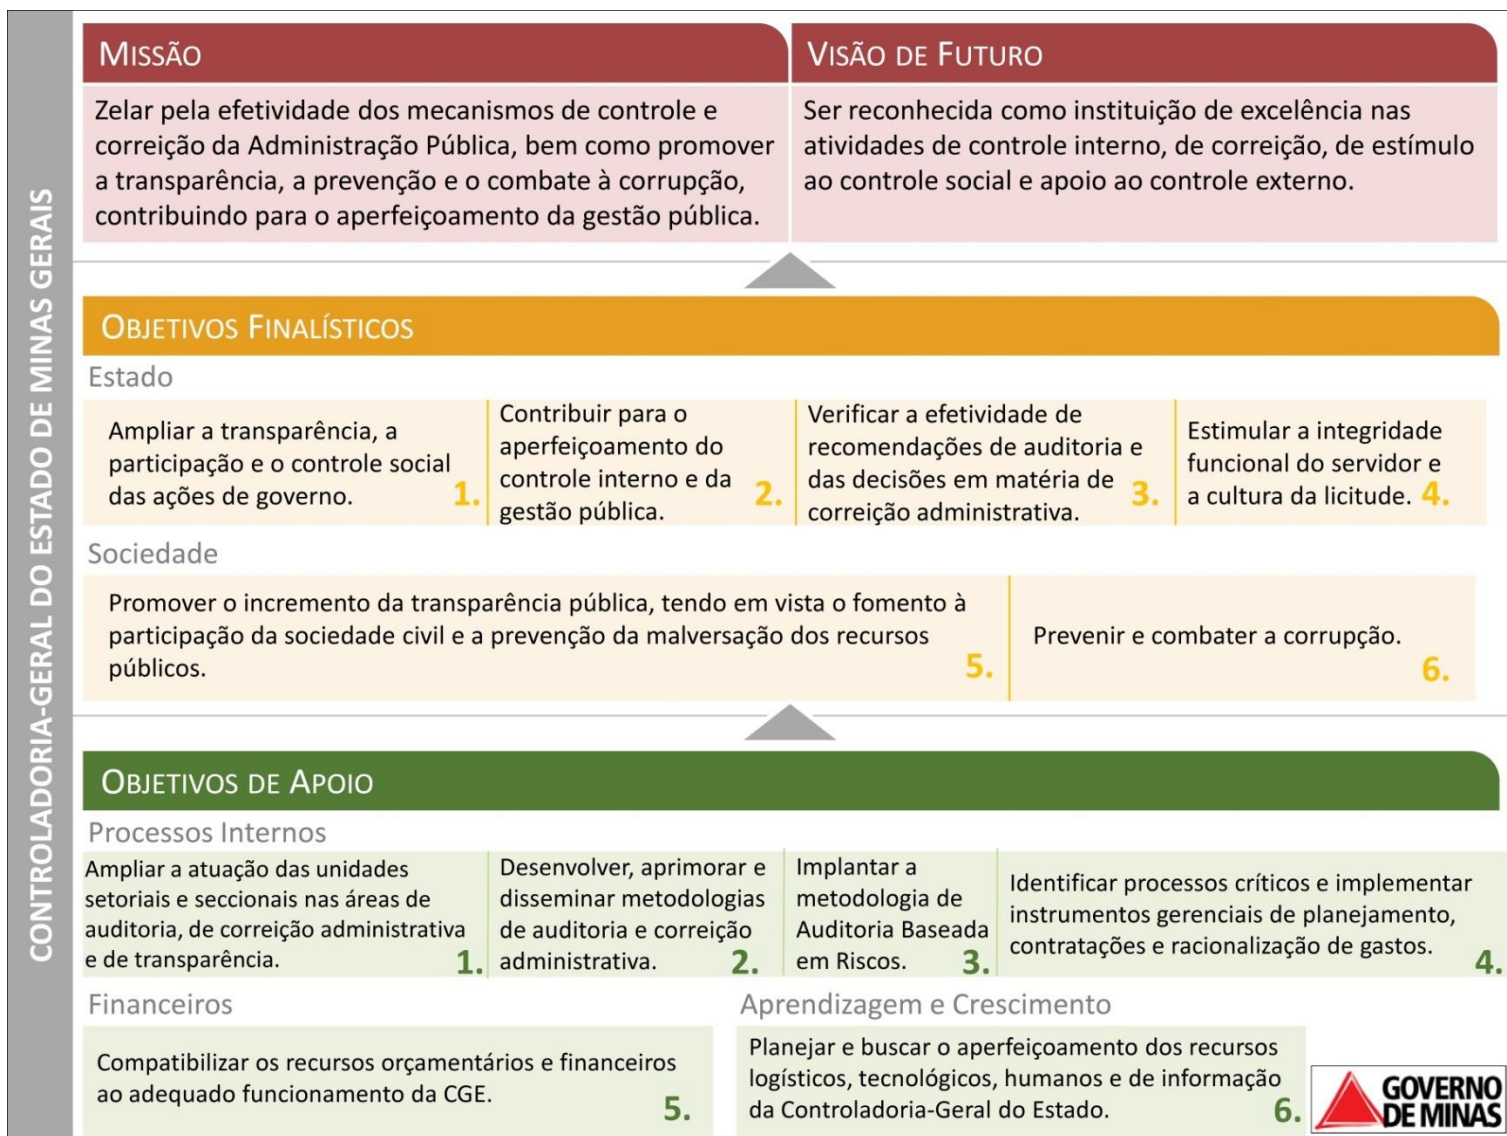 CONTROLADORIA-GERAL DO ESTADO DE MINAS GERAIS
MISSÃO
Zelar pela efetividade dos mecanismos de controle e
correição da Administração Pública, bem como promover
a transparência, a prevenção e o combate à corrupção,
contribuindo para o aperfeiçoamento da gestão pública.
VISÃO DE FUTURO
Ser reconhecida como instituição de excelência nas
atividades de controle interno, de correição, de estímulo
ao controle social e apoio ao controle externo.
OBJETIVOS FINALÍSTICOS
Estado
Ampliar a transparência, a
participação e o controle social
das ações de governo. 1.
Contribuir para o
aperfeiçoamento do
controle interno e da 2.
gestão pública.
Verificar a efetividade de
recomendações de auditoria e
das decisões em matéria de 3.
correição administrativa.
Estimular a integridade
funcional do servidor e
a cultura da licitude. 4.
Sociedade
Promover o incremento da transparência pública, tendo em vista o fomento à
participação da sociedade civil e a prevenção da malversação dos recursos
públicos. 5.
Prevenir e combater a corrupção.
6.
OBJETIVOS DE APOIO
Processos Internos
Ampliar a atuação das unidades
setoriais e seccionais nas áreas de
auditoria, de correição administrativa
e de transparência. 1.
Desenvolver, aprimorar e
disseminar metodologias
de auditoria e correição
administrativa. 2.
Implantar a
metodologia de
Auditoria Baseada
em Riscos. 3.
Identificar processos críticos e implementar
instrumentos gerenciais de planejamento,
contratações e racionalização de gastos.
4.
Financeiros
Compatibilizar os recursos orçamentários e financeiros
ao adequado funcionamento da CGE.
5.
Aprendizagem e Crescimento
Planejar e buscar o aperfeiçoamento dos recursos
logísticos, tecnológicos, humanos e de informação
da Controladoria-Geral do Estado. 6.
GOVERNO
DE MINAS